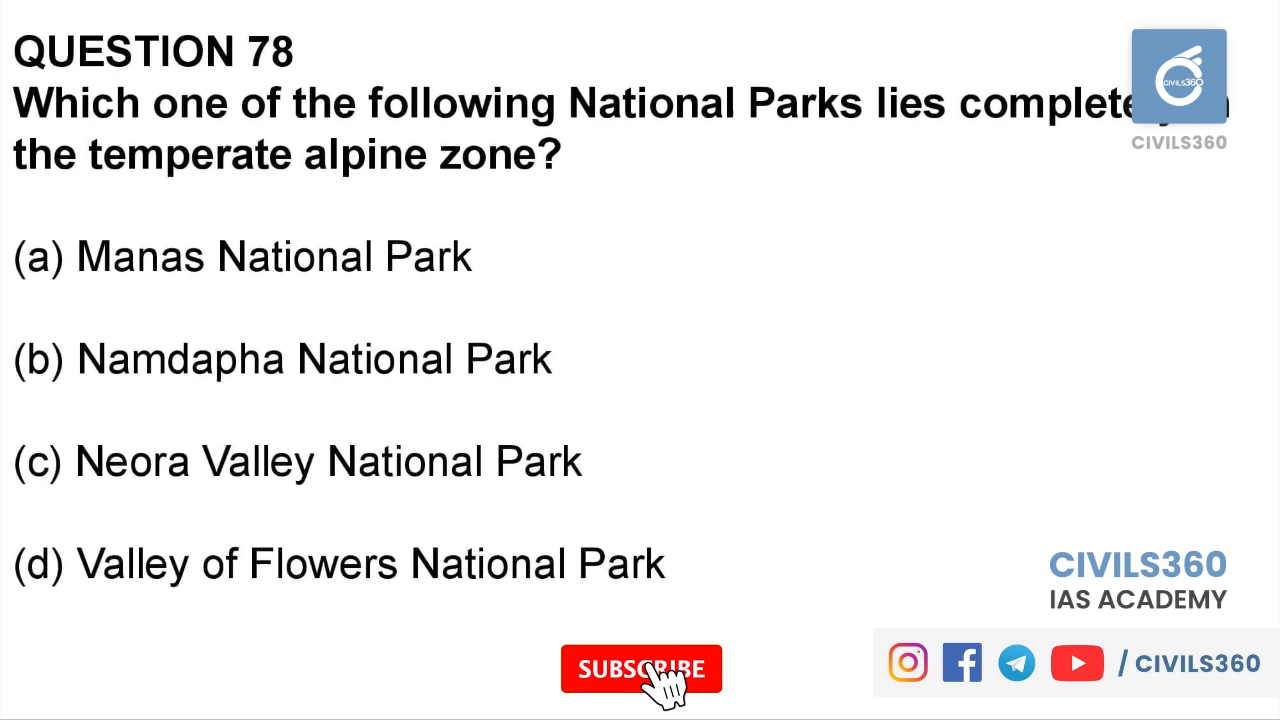 QUESTION 78
Which one of the following National Parks lies
the temperate alpine zone?
(a) Manas National Park
(b) Namdapha National Park
(c) Neora Valley National Park
(d) Valley of Flowers National Park
CIVILS360
CIVILS360
CIVILS360
IAS ACADEMY
SUBSCRIBE
/ CIVILS360